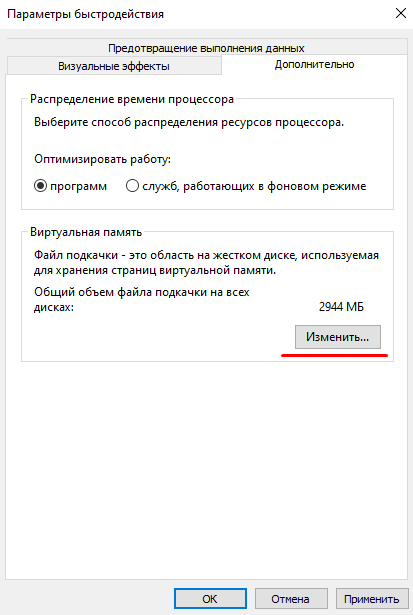 Параметры быстродействия
Предотвращение выполнения данных
Визуальные эффекты
Дополнительно
Распределение времени процессора
Выберите способ распределения ресурсов процессора.
Оптимизировать работу:
программ
служб, работающих в фоновом режиме
Виртуальная память
Файл подкачки - это область на жестком диске, используемая
для хранения страниц виртуальной памяти.
Общий объем файла подкачки на всех
дисках:
2944 МБ
Изменить...
ОК
Отмена
Применить